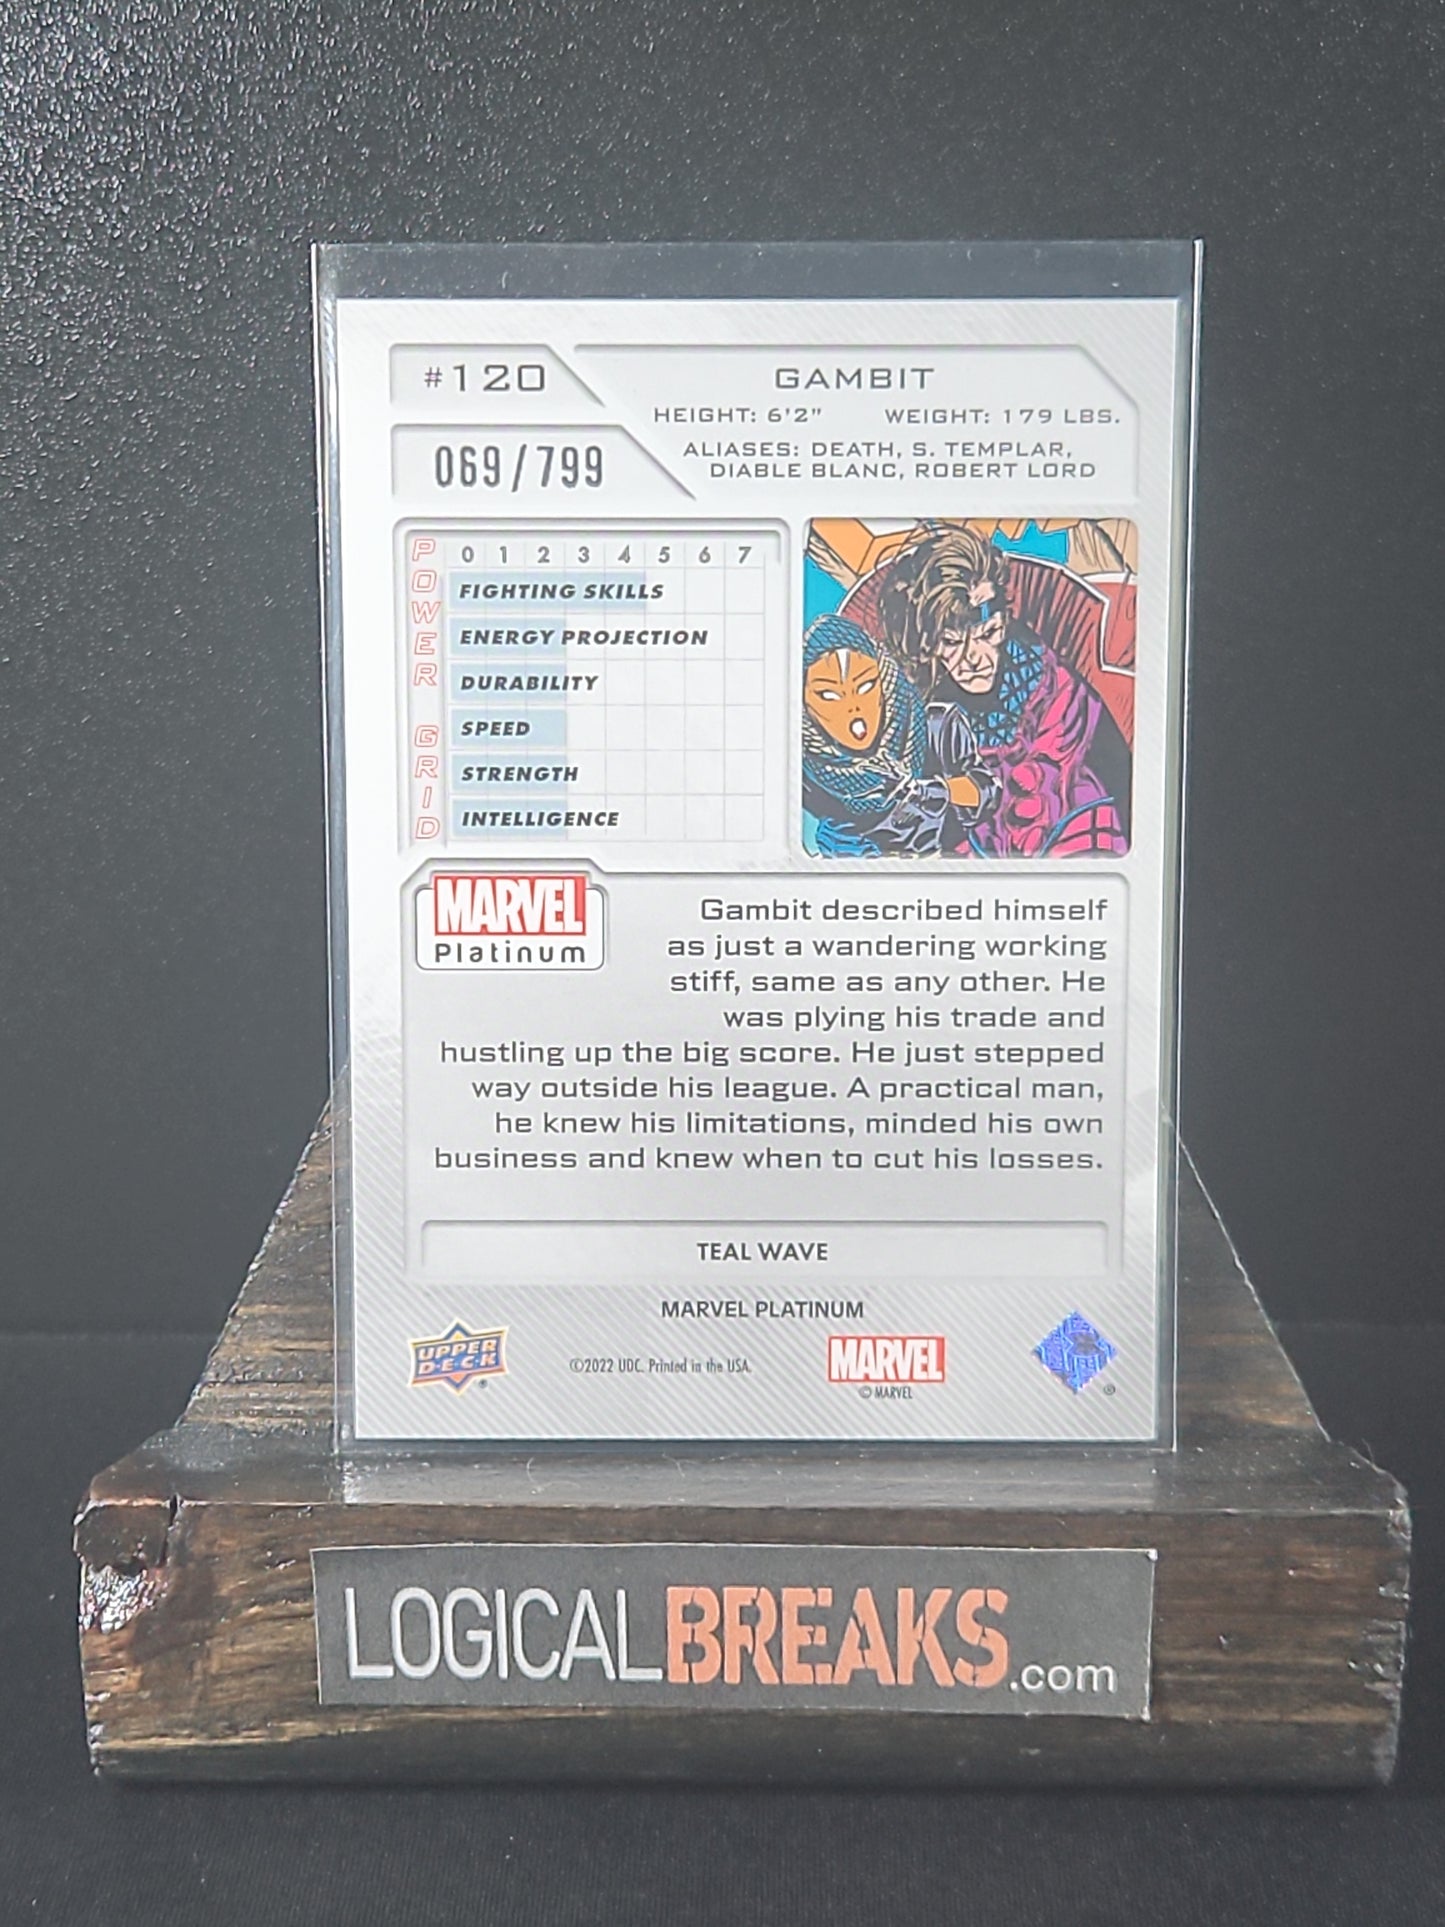 #120
GAMBIT
HEIGHT: 6'2" WEIGHT: 179 LBS.
069/799
ALIASES: DEATH, S. TEMPLAR,
DIABLE BLANC, ROBERT LORD
POWER GRID
0 1 2 3 4 5 6 7
FIGHTING SKILLS
ENERGY PROJECTION
DURABILITY
SPEED
STRENGTH
INTELLIGENCE
MARVEL
Platinum
Gambit described himself
as just a wandering working
stiff, same as any other. He
was plying his trade and
hustling up the big score. He just stepped
way outside his league. A practical man,
he knew his limitations, minded his own
business and knew when to cut his losses.
TEAL WAVE
MARVEL PLATINUM
UPPER
D·E·C·K
®
©2022 UDC. Printed in the USA.
MARVEL
© MARVEL
®
LOGICALBREAKS.com